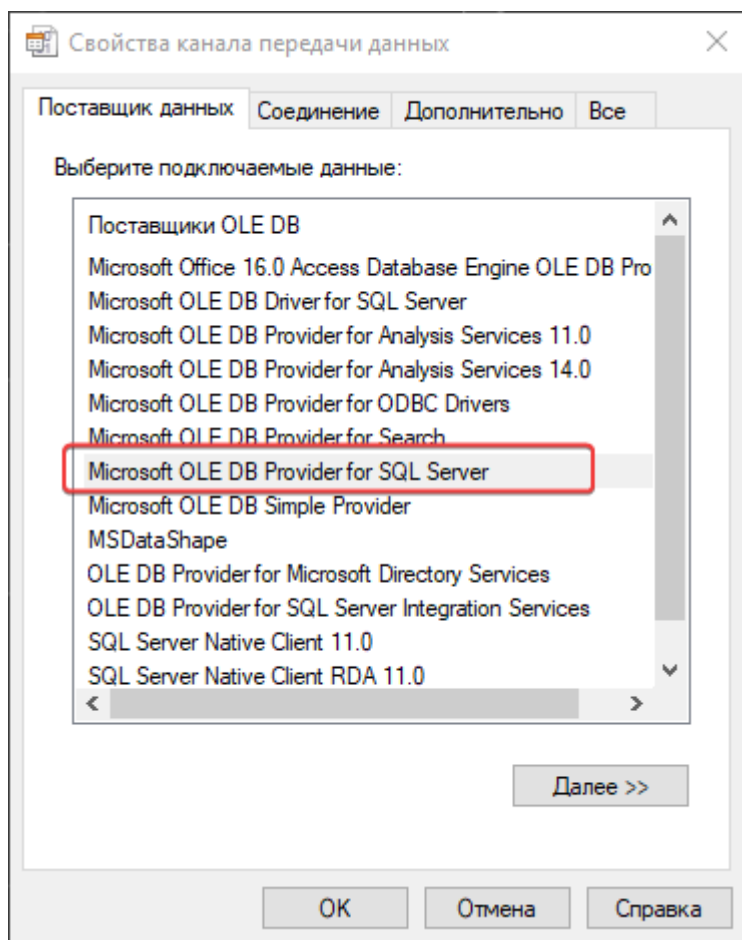 Свойства канала передачи данных
Поставщик данных Соединение Дополнительно Все
Выберите подключаемые данные:
Поставщики OLE DB
Microsoft Office 16.0 Access Database Engine OLE DB Pro
Microsoft OLE DB Driver for SQL Server
Microsoft OLE DB Provider for Analysis Services 11.0
Microsoft OLE DB Provider for Analysis Services 14.0
Microsoft OLE DB Provider for ODBC Drivers
Microsoft OLE DB Provider for Search
Microsoft OLE DB Provider for SQL Server
Microsoft OLE DB Simple Provider
MSDataShape
OLE DB Provider for Microsoft Directory Services
OLE DB Provider for SQL Server Integration Services
SQL Server Native Client 11.0
SQL Server Native Client RDA 11.0
Далее >>
ОК Отмена Справка